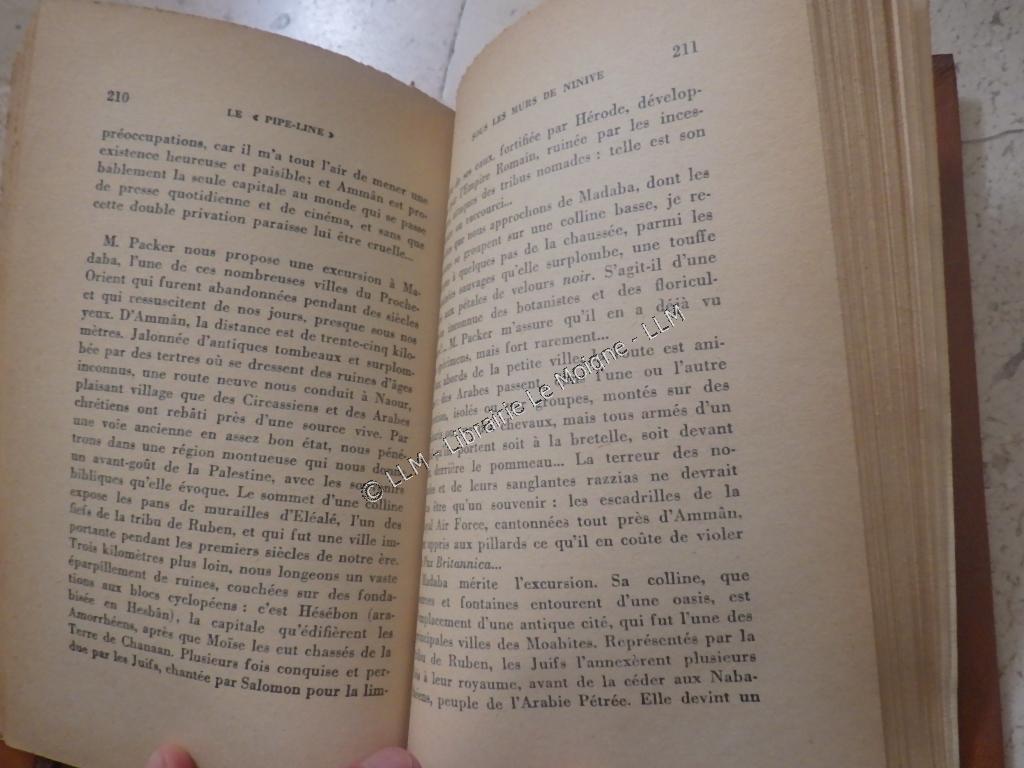 210
LE « PIPE-LINE »
préoccupations, car il m'a tout l'air de mener une
existence heureuse et paisible; et Ammân est pro-
bablement la seule capitale au monde qui se passe
de presse quotidienne et de cinéma, et sans que
cette double privation paraisse lui être cruelle...
M. Packer nous propose une excursion à Ma-
daba, l'une de ces nombreuses villes du Proche-
Orient qui furent abandonnées pendant des siècles
et qui ressuscitent de nos jours, presque sous nos
yeux. D'Ammân, la distance est de trente-cinq kilo-
mètres. Jalonnée d'antiques tombeaux et surplom-
bée par des tertres où se dressent des ruines d'âges
inconnus, une route neuve nous conduit à Naour,
plaisant village que des Circassiens et des Arabes
chrétiens ont rebâti près d'une source vive. Par
une voie ancienne en assez bon état, nous péné-
trons dans une région montueuse qui nous donne
un avant-goût de la Palestine, avec les souvenirs
bibliques qu'elle évoque. Le sommet d'une colline
expose les pans de murailles d'Eléalé, l'un des
fiefs de la tribu de Ruben, et qui fut une ville im-
portante pendant les premiers siècles de notre ère.
Trois kilomètres plus loin, nous longeons un vaste
éparpillement de ruines, couchées sur des fonda-
tions aux blocs cyclopéens : c'est Hésébon (ara-
bisée en Hesbân), la capitale qu'édifièrent les
Amorrhéens, après que Moïse les eut chassés de la
Terre de Chanaan. Plusieurs fois conquise et per-
due par les Juifs, chantée par Salomon pour la lim-
211
SOUS LES MURS DE NINIVE
de ses eaux, fortifiée par Hérode, dévelop-
l'Empire Romain, ruinée par les inces-
des tribus nomades : telle est son
raccourci...
que nous approchons de Madaba, dont les
se groupent sur une colline basse, je re-
à quelques pas de la chaussée, parmi les
sauvages qu'elle surplombe, une touffe
aux pétales de velours noir. S'agit-il d'une
inconnue des botanistes et des floricul-
M. Packer m'assure qu'il en a déjà vu
mais fort rarement...
abords de la petite ville, la route est ani-
des Arabes passent, l'une ou l'autre
isolés ou groupes, montés sur des
chevaux, mais tous armés d'un
portent soit à la bretelle, soit devant
derrière le pommeau... La terreur des no-
et de leurs sanglantes razzias ne devrait
être qu'un souvenir : les escadrilles de la
Air Force, cantonnées tout près d'Ammân,
appris aux pillards ce qu'il en coûte de violer
Pax Britannica...
Madaba mérite l'excursion. Sa colline, que
et fontaines entourent d'une oasis, est
emplacement d'une antique cité, qui fut l'une des
principales villes des Moabites. Représentés par la
tribu de Ruben, les Juifs l'annexèrent plusieurs
à leur royaume, avant de la céder aux Naba-
téens, peuple de l'Arabie Pétrée. Elle devint un
© LLM - Librairie Le Moigne - LLM